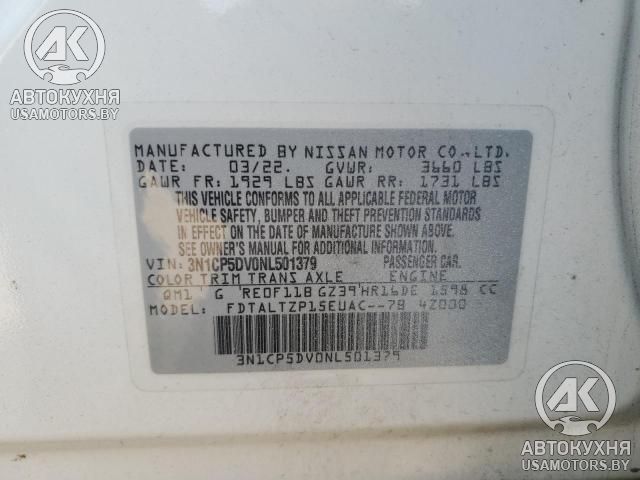 АК
АВТОКУХНЯ
USAMOTORS.BY
MANUFACTURED BY NISSAN MOTOR CO.,LTD.
DATE: 03/22. GVWR: 3660 LBS
GAWR FR: 1929 LBS GAWR RR: 1731 LBS
THIS VEHICLE CONFORMS TO ALL APPLICABLE FEDERAL MOTOR
VEHICLE SAFETY, BUMPER AND THEFT PREVENTION STANDARDS
IN EFFECT ON THE DATE OF MANUFACTURE SHOWN ABOVE.
SEE OWNER'S MANUAL FOR ADDITIONAL INFORMATION.
VIN: 3N1CP5DV0NL501379 PASSENGER CAR.
COLOR TRIM TRANS AXLE ENGINE
QM1 G RE0F11B GZ39 HR16DE 1598 CC
MODEL: FDTALTZP15EUAC--78 4Z000
3N1CP5DV0NL501379
АК
АВТОКУХНЯ
USAMOTORS.BY